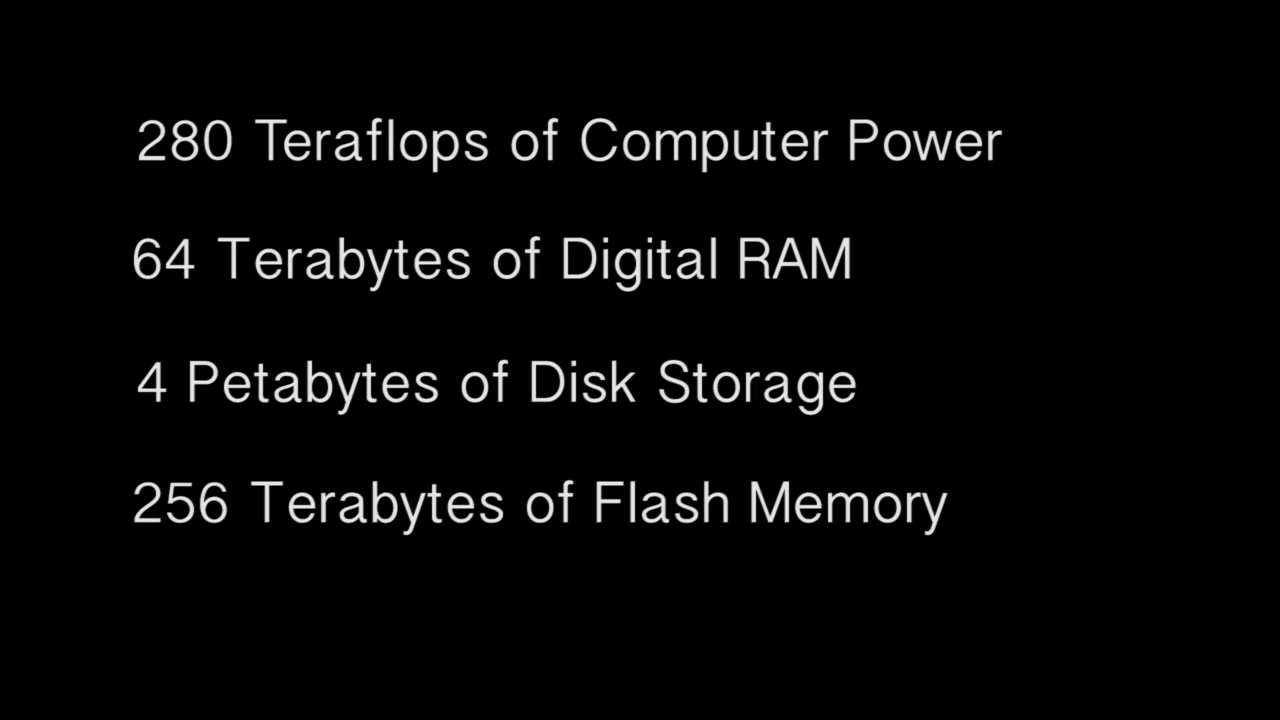 280 Teraflops of Computer Power
64 Terabytes of Digital RAM
4 Petabytes of Disk Storage
256 Terabytes of Flash Memory